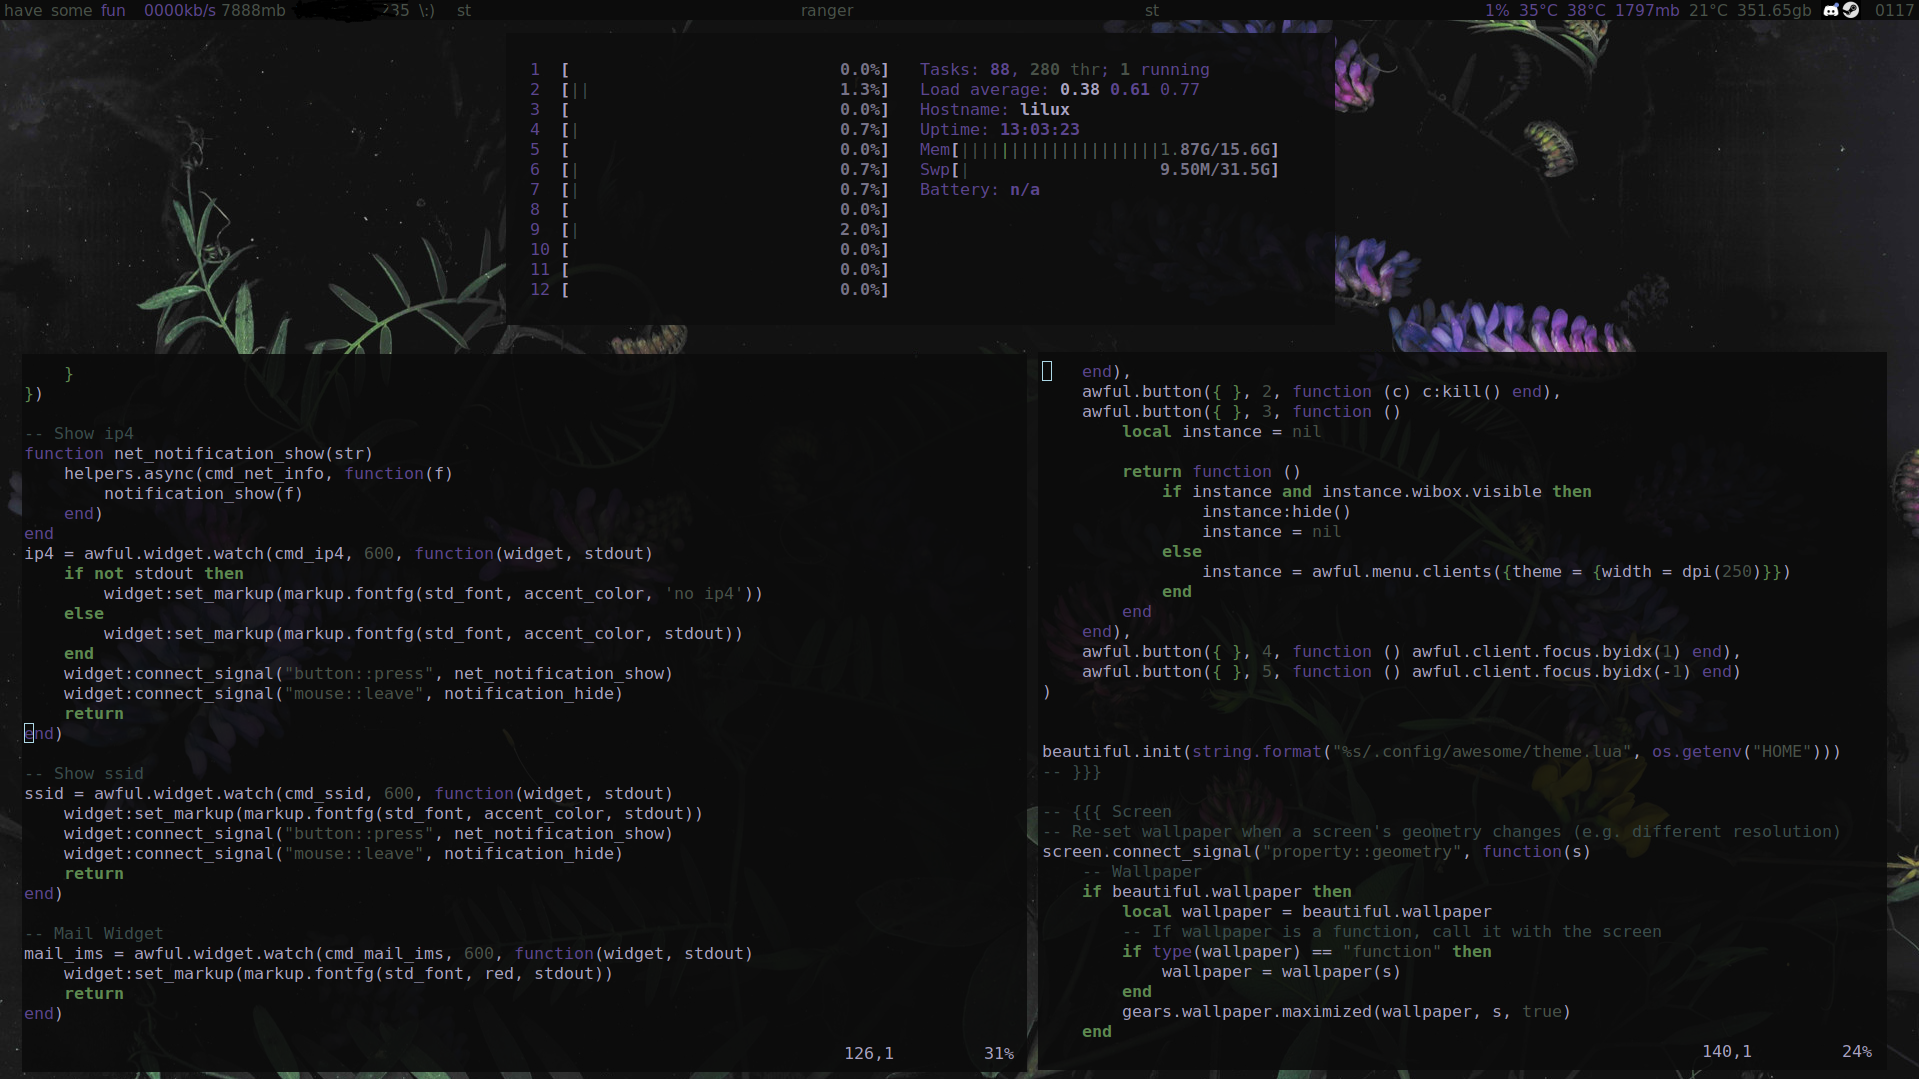 have some fun 0000kb/s 7888mb 235 \:) st ranger st 1% 35°C 38°C 1797mb 21°C 351.65gb 0117
1 [ 0.0%] Tasks: 88, 280 thr; 1 running
2 [|| 1.3%] Load average: 0.38 0.61 0.77
3 [ 0.0%] Hostname: lilux
4 [| 0.7%] Uptime: 13:03:23
5 [ 0.0%] Mem[||||||||||||||||||||1.87G/15.6G]
6 [| 0.7%] Swp[| 9.50M/31.5G]
7 [| 0.7%] Battery: n/a
8 [ 0.0%]
9 [| 2.0%]
10 [ 0.0%]
11 [ 0.0%]
12 [ 0.0%]
    }
})
-- Show ip4
function net_notification_show(str)
    helpers.async(cmd_net_info, function(f)
        notification_show(f)
    end)
end
ip4 = awful.widget.watch(cmd_ip4, 600, function(widget, stdout)
    if not stdout then
        widget:set_markup(markup.fontfg(std_font, accent_color, 'no ip4'))
    else
        widget:set_markup(markup.fontfg(std_font, accent_color, stdout))
    end
    widget:connect_signal("button::press", net_notification_show)
    widget:connect_signal("mouse::leave", notification_hide)
    return
end)
-- Show ssid
ssid = awful.widget.watch(cmd_ssid, 600, function(widget, stdout)
    widget:set_markup(markup.fontfg(std_font, accent_color, stdout))
    widget:connect_signal("button::press", net_notification_show)
    widget:connect_signal("mouse::leave", notification_hide)
    return
end)
-- Mail Widget
mail_ims = awful.widget.watch(cmd_mail_ims, 600, function(widget, stdout)
    widget:set_markup(markup.fontfg(std_font, red, stdout))
    return
end)
126,1 31%
    end),
    awful.button({ }, 2, function (c) c:kill() end),
    awful.button({ }, 3, function ()
        local instance = nil
        return function ()
            if instance and instance.wibox.visible then
                instance:hide()
                instance = nil
            else
                instance = awful.menu.clients({theme = {width = dpi(250)}})
            end
        end
    end),
    awful.button({ }, 4, function () awful.client.focus.byidx(1) end),
    awful.button({ }, 5, function () awful.client.focus.byidx(-1) end)
)
beautiful.init(string.format("%s/.config/awesome/theme.lua", os.getenv("HOME")))
-- }}}
-- {{{ Screen
-- Re-set wallpaper when a screen's geometry changes (e.g. different resolution)
screen.connect_signal("property::geometry", function(s)
    -- Wallpaper
    if beautiful.wallpaper then
        local wallpaper = beautiful.wallpaper
        -- If wallpaper is a function, call it with the screen
        if type(wallpaper) == "function" then
            wallpaper = wallpaper(s)
        end
        gears.wallpaper.maximized(wallpaper, s, true)
    end
140,1 24%